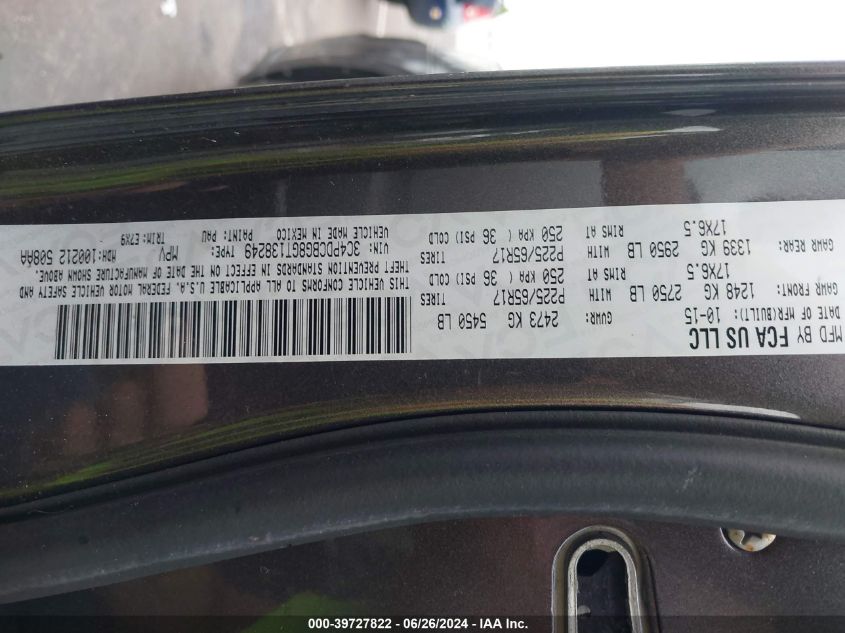 MFD BY FCA US LLC
DATE OF MFR(BUILT): 10-15
GVWR: 2473 KG 5450 LB
GAWR FRONT: 1248 KG 2750 LB WITH P225/65R17 TIRES
17X6.5 RIMS AT 250 KPA ( 36 PSI) COLD
GAWR REAR: 1339 KG 2950 LB WITH P225/65R17 TIRES
17X6.5 RIMS AT 250 KPA ( 36 PSI) COLD
THIS VEHICLE CONFORMS TO ALL APPLICABLE U.S.A. FEDERAL MOTOR VEHICLE SAFETY AND
THEFT PREVENTION STANDARDS IN EFFECT ON THE DATE OF MANUFACTURE SHOWN ABOVE.
VIN: 3C4PDCBG8GT138249 TYPE: MPV MDH:100212 508AA
VEHICLE MADE IN MEXICO PAINT: PAU TRIM:E7X9
000-39727822 - 06/26/2024 - IAA Inc.